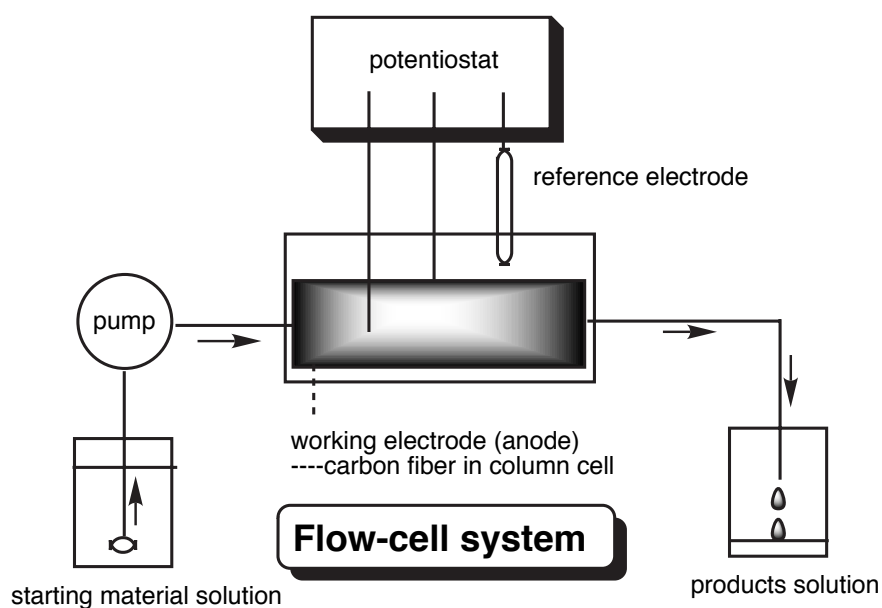 potentiostat
reference electrode
pump
working electrode (anode)
----carbon fiber in column cell
Flow-cell system
starting material solution
products solution